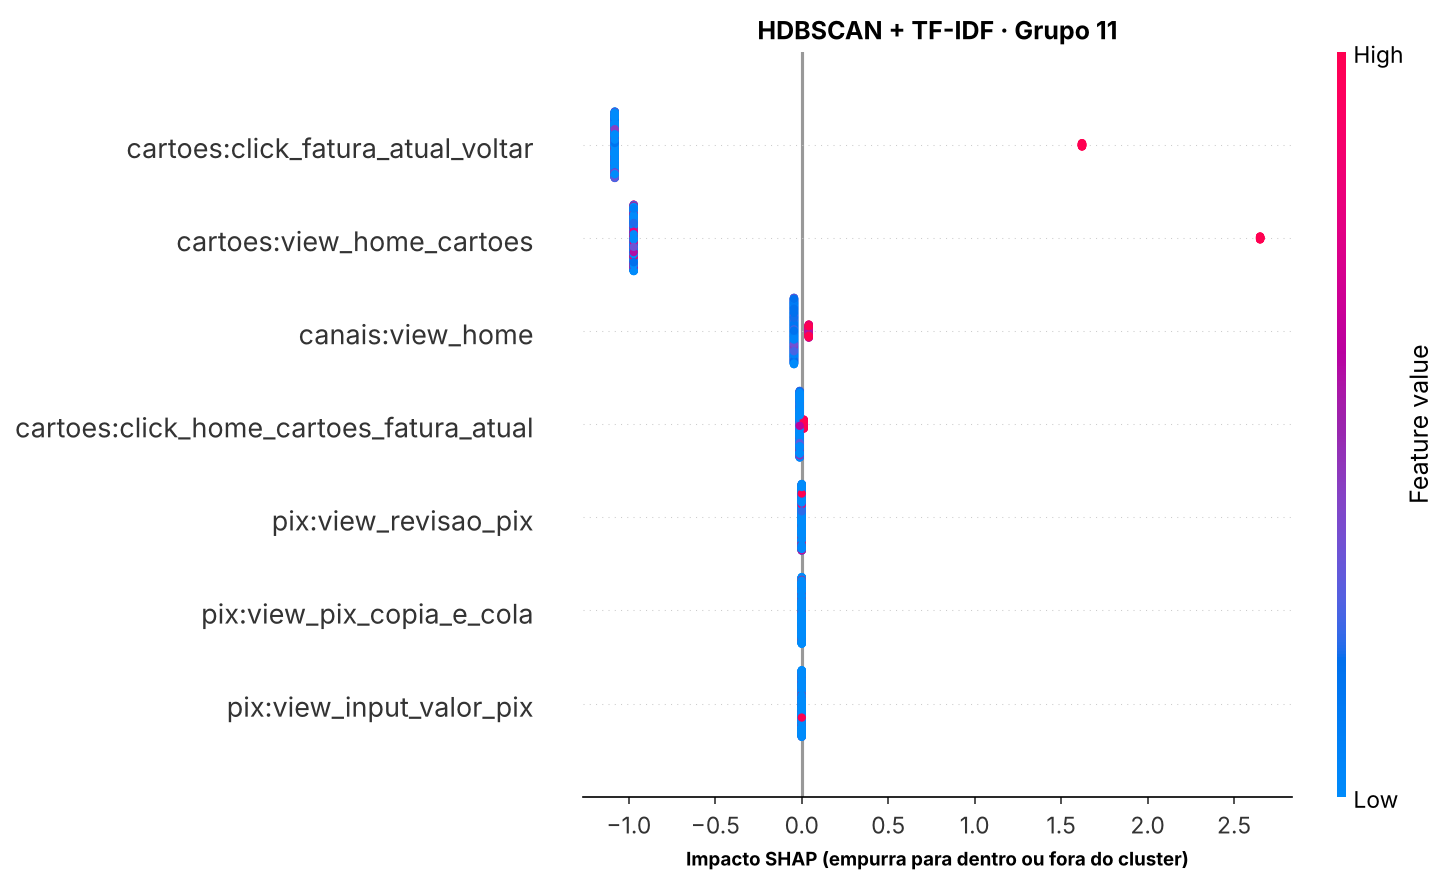 HDBSCAN + TF-IDF · Grupo 11
High
cartoes:click_fatura_atual_voltar
cartoes:view_home_cartoes
canais:view_home
cartoes:click_home_cartoes_fatura_atual
pix:view_revisao_pix
pix:view_pix_copia_e_cola
pix:view_input_valor_pix
Feature value
Low
−1.0 −0.5 0.0 0.5 1.0 1.5 2.0 2.5
Impacto SHAP (empurra para dentro ou fora do cluster)